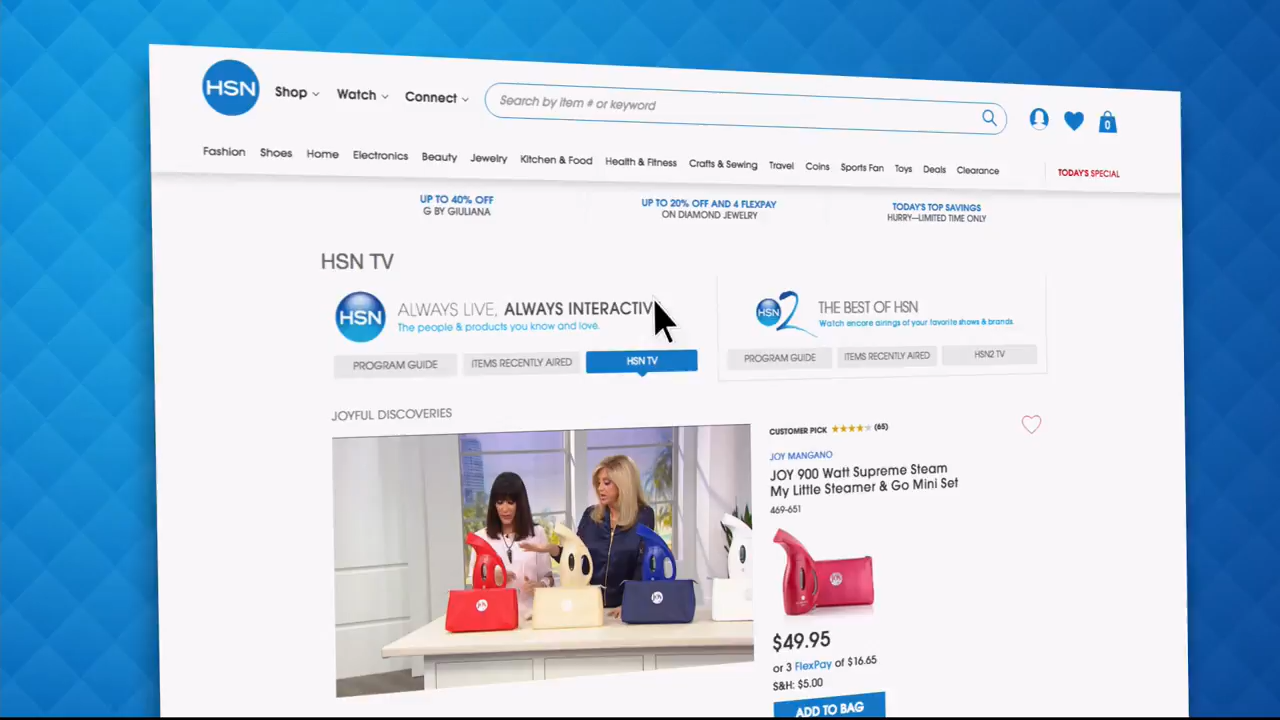 HSN
Shop
Watch
Connect
Search by item # or keyword
0
Fashion
Shoes
Home
Electronics
Beauty
Jewelry
Kitchen & Food
Health & Fitness
Crafts & Sewing
Travel
Coins
Sports Fan
Toys
Deals
Clearance
TODAY'S SPECIAL
UP TO 40% OFF
G BY GIULIANA
UP TO 20% OFF AND 4 FLEXPAY
ON DIAMOND JEWELRY
TODAY'S TOP SAVINGS
HURRY—LIMITED TIME ONLY
HSN TV
HSN
ALWAYS LIVE, ALWAYS INTERACTIV
The people & products you know and love.
PROGRAM GUIDE
ITEMS RECENTLY AIRED
HSN TV
HSN 2
THE BEST OF HSN
Watch encore airings of your favorite shows & brands.
PROGRAM GUIDE
ITEMS RECENTLY AIRED
HSN2 TV
JOYFUL DISCOVERIES
CUSTOMER PICK (65)
JOY MANGANO
JOY 900 Watt Supreme Steam
My Little Steamer & Go Mini Set
469-651
$49.95
or 3 FlexPay of $16.65
S&H: $5.00
ADD TO BAG